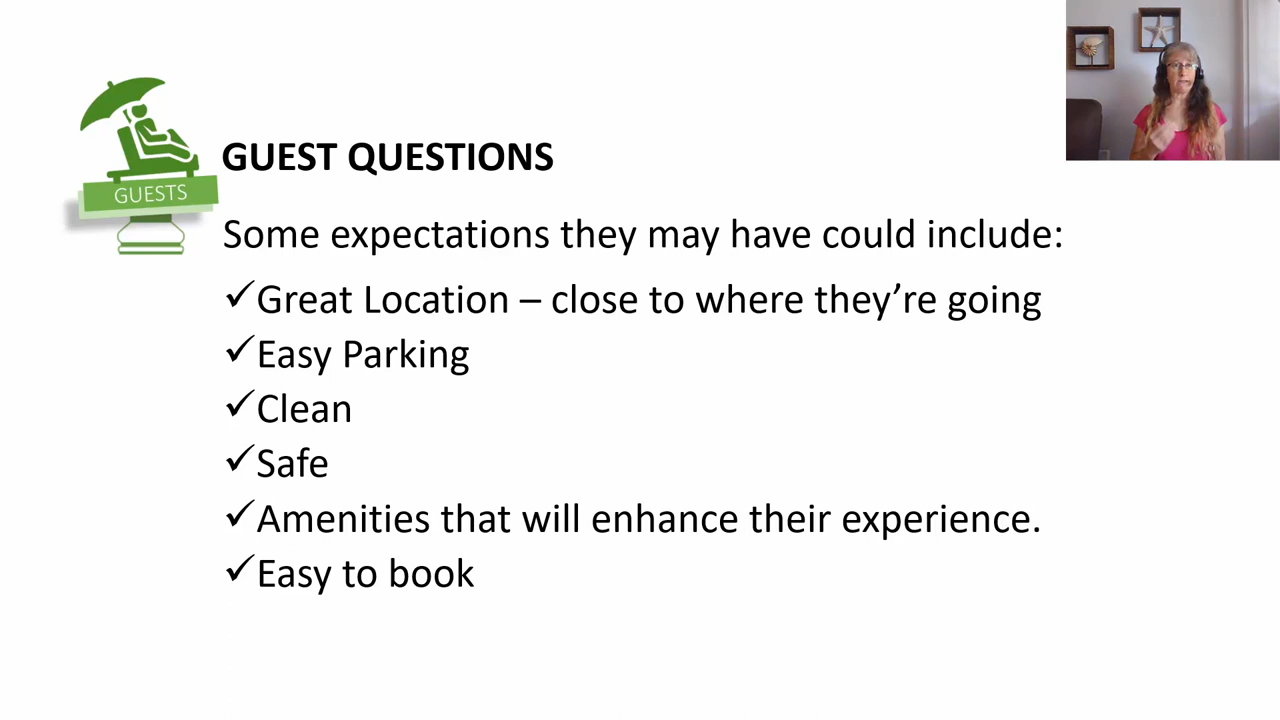 GUESTS
GUEST QUESTIONS
Some expectations they may have could include:
✓Great Location – close to where they’re going
✓Easy Parking
✓Clean
✓Safe
✓Amenities that will enhance their experience.
✓Easy to book